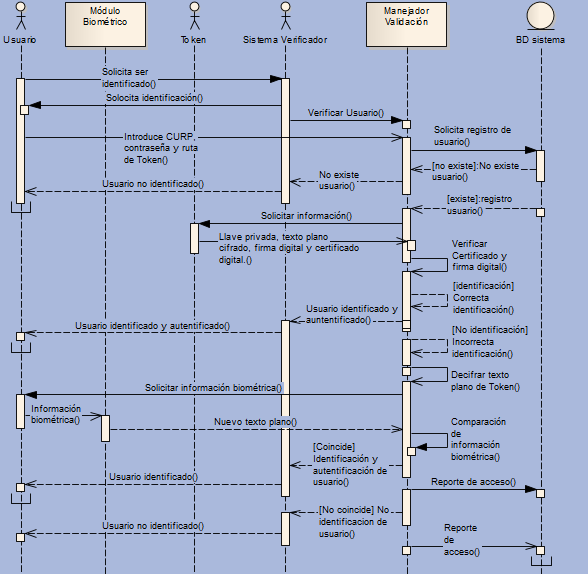 Módulo
Biométrico
Manejador
Validación
Usuario
Token
Sistema Verificador
BD sistema
Solicita ser
identificado()
Solocita identificación()
Verificar Usuario()
Solicita registro de
usuario()
Introduce CURP,
contraseña y ruta
de Token()
[no existe]:No existe
usuario()
No existe
usuario()
Usuario no identificado()
[existe]:registro
usuario()
Solicitar información()
Llave privada, texto plano
cifrado, firma digital y certificado
digital.()
Verificar
Certificado y
firma digital()
[identificación]
Correcta
identificación()
Usuario identificado y
auntentificado()
Usuario identificado y autentificado()
[No identificación]
Incorrecta
identificación()
Decifrar texto
plano de Token()
Solicitar información biométrica()
Información
biométrica()
Nuevo texto plano()
Comparación
de
información
biométrica()
[Coincide]
Identificación y
autentificación de
usuario()
Usuario identificado()
Reporte de acceso()
[No coincide] No
identificacion de
usuario()
Usuario no identificado()
Reporte
de
acceso()